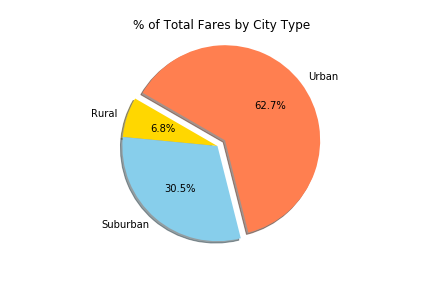 % of Total Fares by City Type
Urban
62.7%
Rural
6.8%
30.5%
Suburban